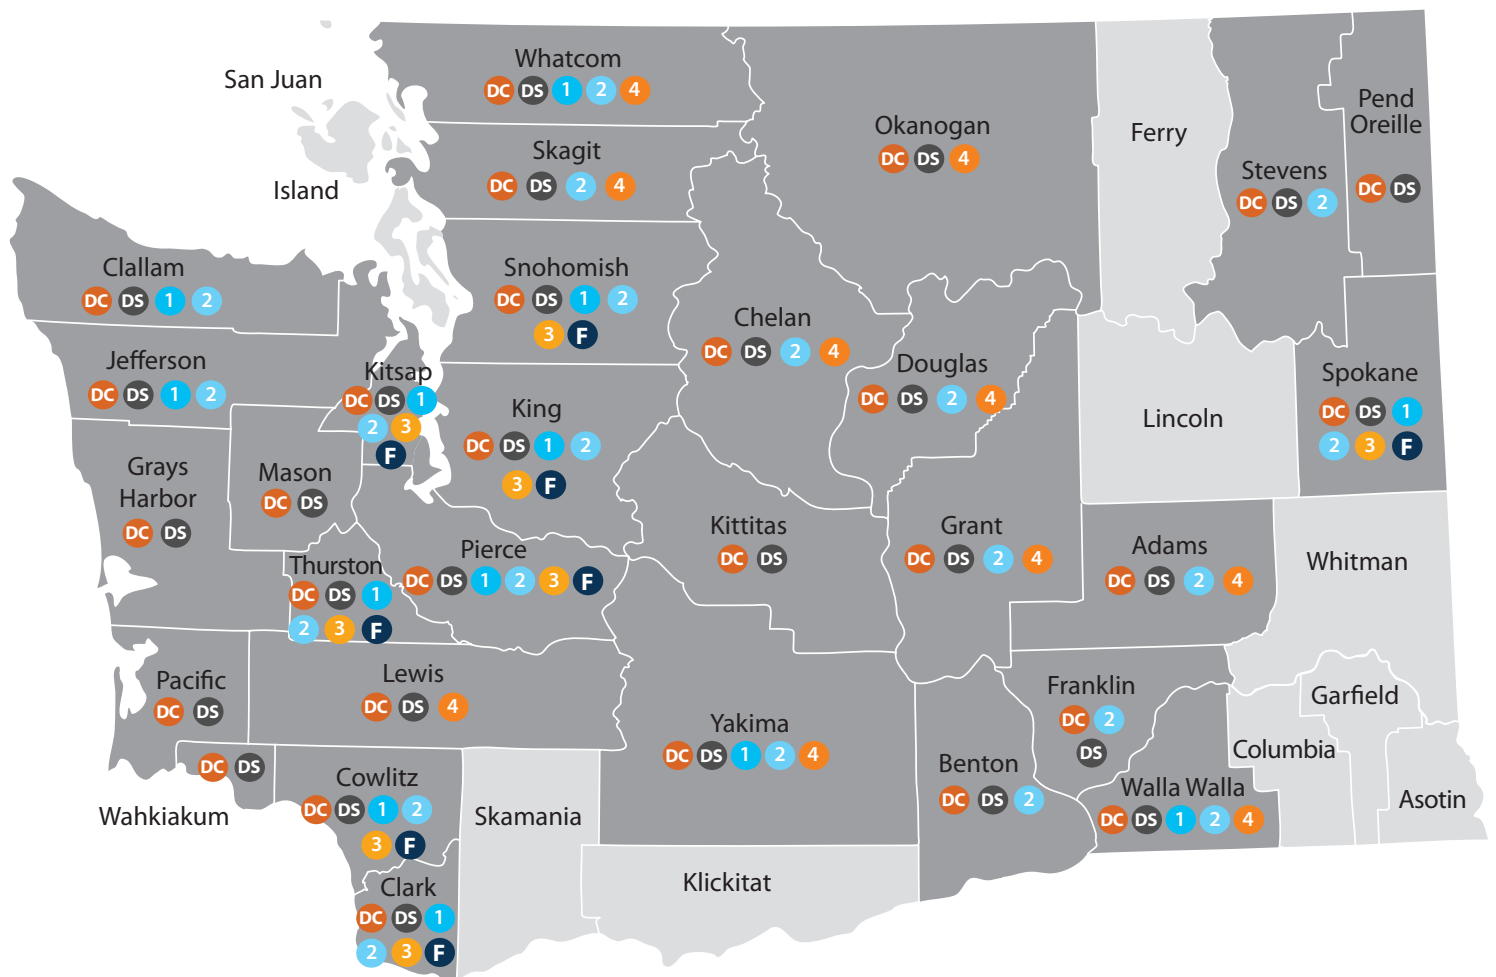 Whatcom
DC DS 1 2 4
San Juan
Skagit
DC DS 2 4
Island
Okanogan
DC DS 4
Ferry
Stevens
DC DS 2
Pend
Oreille
DC DS
Clallam
DC DS 1 2
Snohomish
DC DS 1 2
3 F
Chelan
DC DS 2 4
Douglas
DC DS 2 4
Jefferson
DC DS 1 2
Kitsap
DC DS 1
2 3
F
King
DC DS 1 2
3 F
Lincoln
Spokane
DC DS 1
2 3 F
Grays
Harbor
DC DS
Mason
DC DS
Thurston
DC DS 1
2 3 F
Pierce
DC DS 1 2 3 F
Kittitas
DC DS
Grant
DC DS 2 4
Adams
DC DS 2 4
Whitman
Pacific
DC DS
Lewis
DC DS 4
Yakima
DC DS 1 2 4
Franklin
DC 2
DS
Garfield
Columbia
Asotin
DC DS
Wahkiakum
Cowlitz
DC DS 1 2
3 F
Skamania
Benton
DC DS 2
Walla Walla
DC DS 1 2 4
Clark
DC DS 1
2 3 F
Klickitat